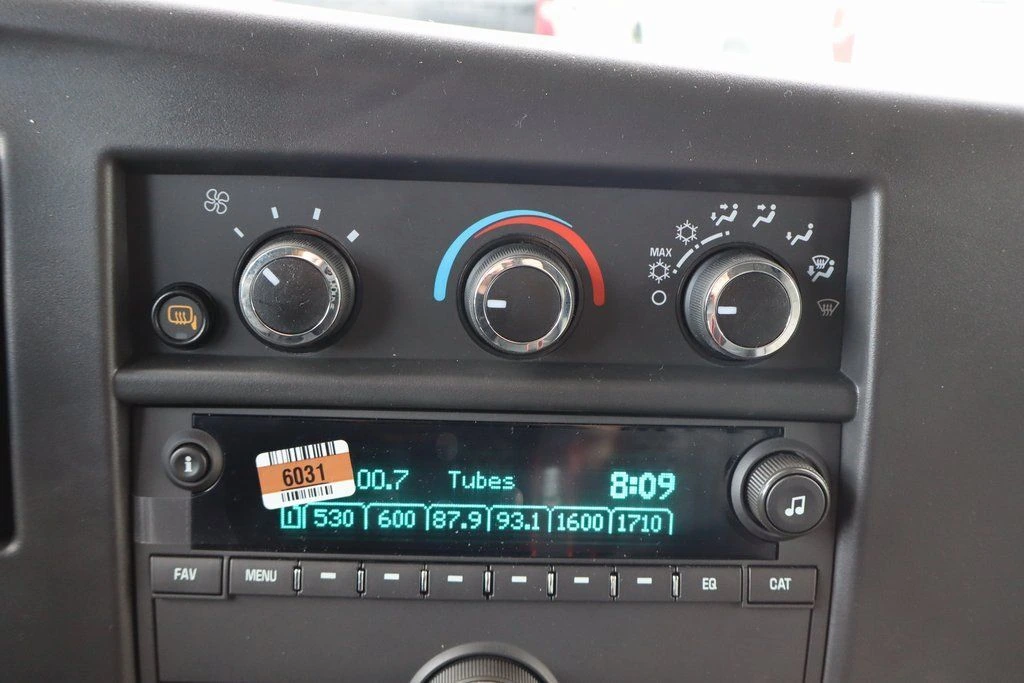 MAX
6031
00.7 Tubes 8:09
1 530 600 87.9 93.1 1600 1710
FAV MENU EQ CAT